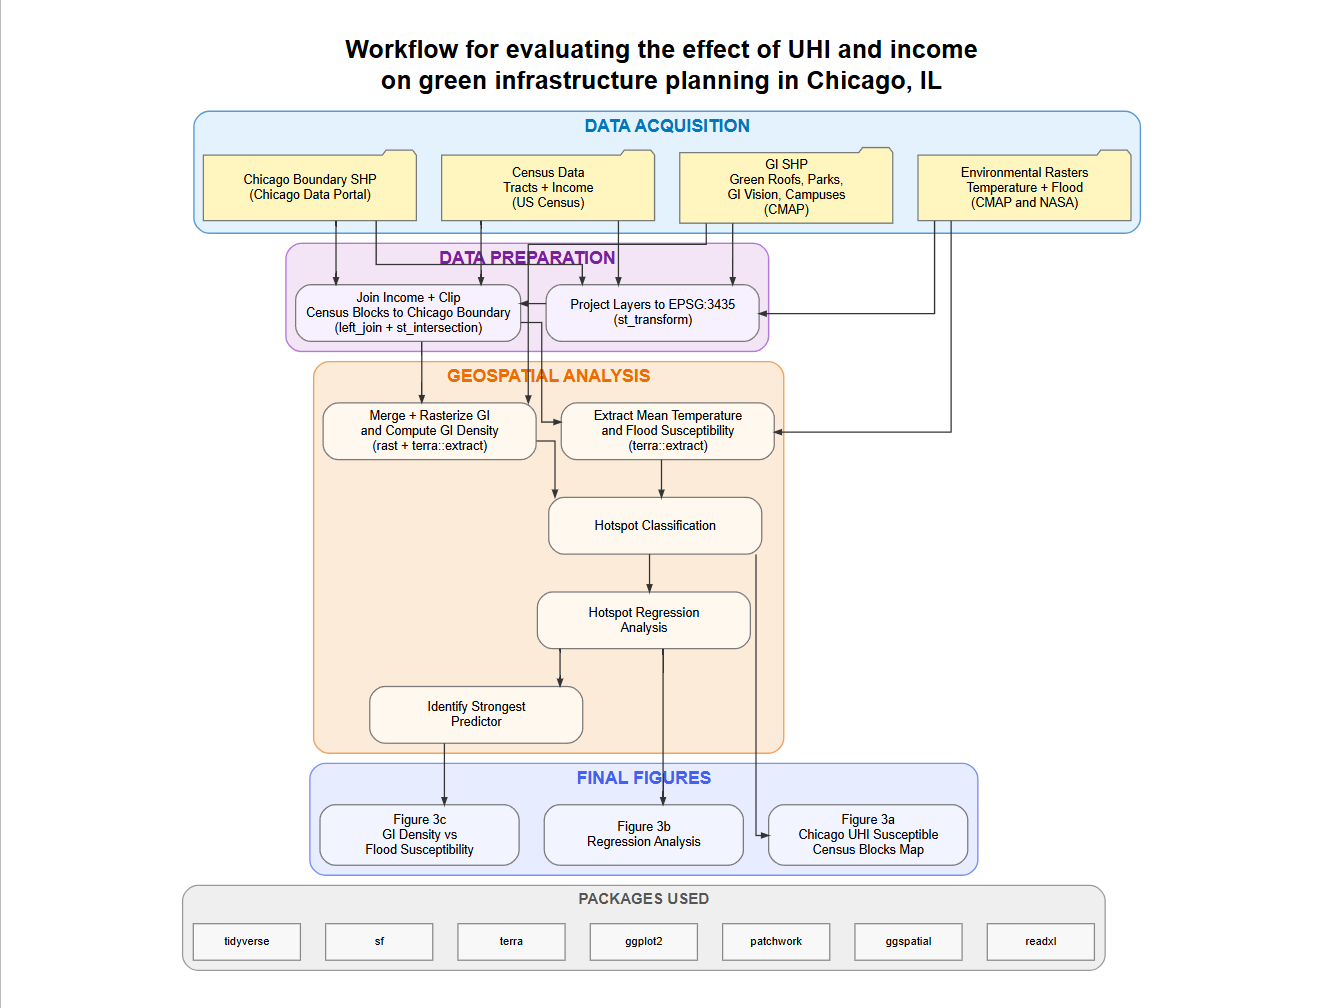 Workflow for evaluating the effect of UHI and income
on green infrastructure planning in Chicago, IL
DATA ACQUISITION
Chicago Boundary SHP
(Chicago Data Portal)
Census Data
Tracts + Income
(US Census)
GI SHP
Green Roofs, Parks,
GI Vision, Campuses
(CMAP)
Environmental Rasters
Temperature + Flood
(CMAP and NASA)
DATA PREPARATION
Join Income + Clip
Census Blocks to Chicago Boundary
(left_join + st_intersection)
Project Layers to EPSG:3435
(st_transform)
GEOSPATIAL ANALYSIS
Merge + Rasterize GI
and Compute GI Density
(rast + terra::extract)
Extract Mean Temperature
and Flood Susceptibility
(terra::extract)
Hotspot Classification
Hotspot Regression
Analysis
Identify Strongest
Predictor
FINAL FIGURES
Figure 3c
GI Density vs
Flood Susceptibility
Figure 3b
Regression Analysis
Figure 3a
Chicago UHI Susceptible
Census Blocks Map
PACKAGES USED
tidyverse
sf
terra
ggplot2
patchwork
ggspatial
readxl